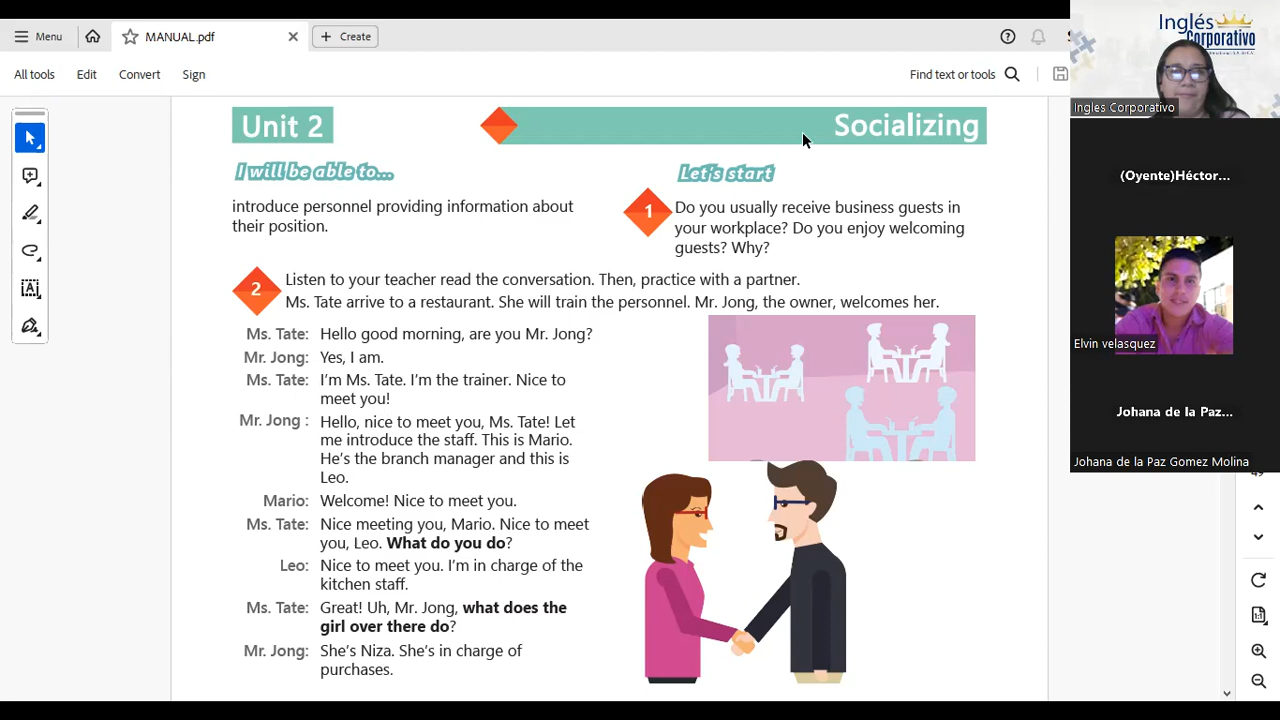 Menu
MANUAL.pdf
Create
All tools
Edit
Convert
Sign
Find text or tools
Unit 2
Socializing
I will be able to...
introduce personnel providing information about
their position.
Let's start
1
Do you usually receive business guests in
your workplace? Do you enjoy welcoming
guests? Why?
2
Listen to your teacher read the conversation. Then, practice with a partner.
Ms. Tate arrive to a restaurant. She will train the personnel. Mr. Jong, the owner, welcomes her.
Ms. Tate: Hello good morning, are you Mr. Jong?
Mr. Jong: Yes, I am.
Ms. Tate: I'm Ms. Tate. I'm the trainer. Nice to
meet you!
Mr. Jong : Hello, nice to meet you, Ms. Tate! Let
me introduce the staff. This is Mario.
He's the branch manager and this is
Leo.
Mario: Welcome! Nice to meet you.
Ms. Tate: Nice meeting you, Mario. Nice to meet
you, Leo. What do you do?
Leo: Nice to meet you. I'm in charge of the
kitchen staff.
Ms. Tate: Great! Uh, Mr. Jong, what does the
girl over there do?
Mr. Jong: She's Niza. She's in charge of
purchases.
Inglés
Corporativo
Ingles Corporativo
(Oyente)Héctor...
Elvin velasquez
Johana de la Paz...
Johana de la Paz Gomez Molina